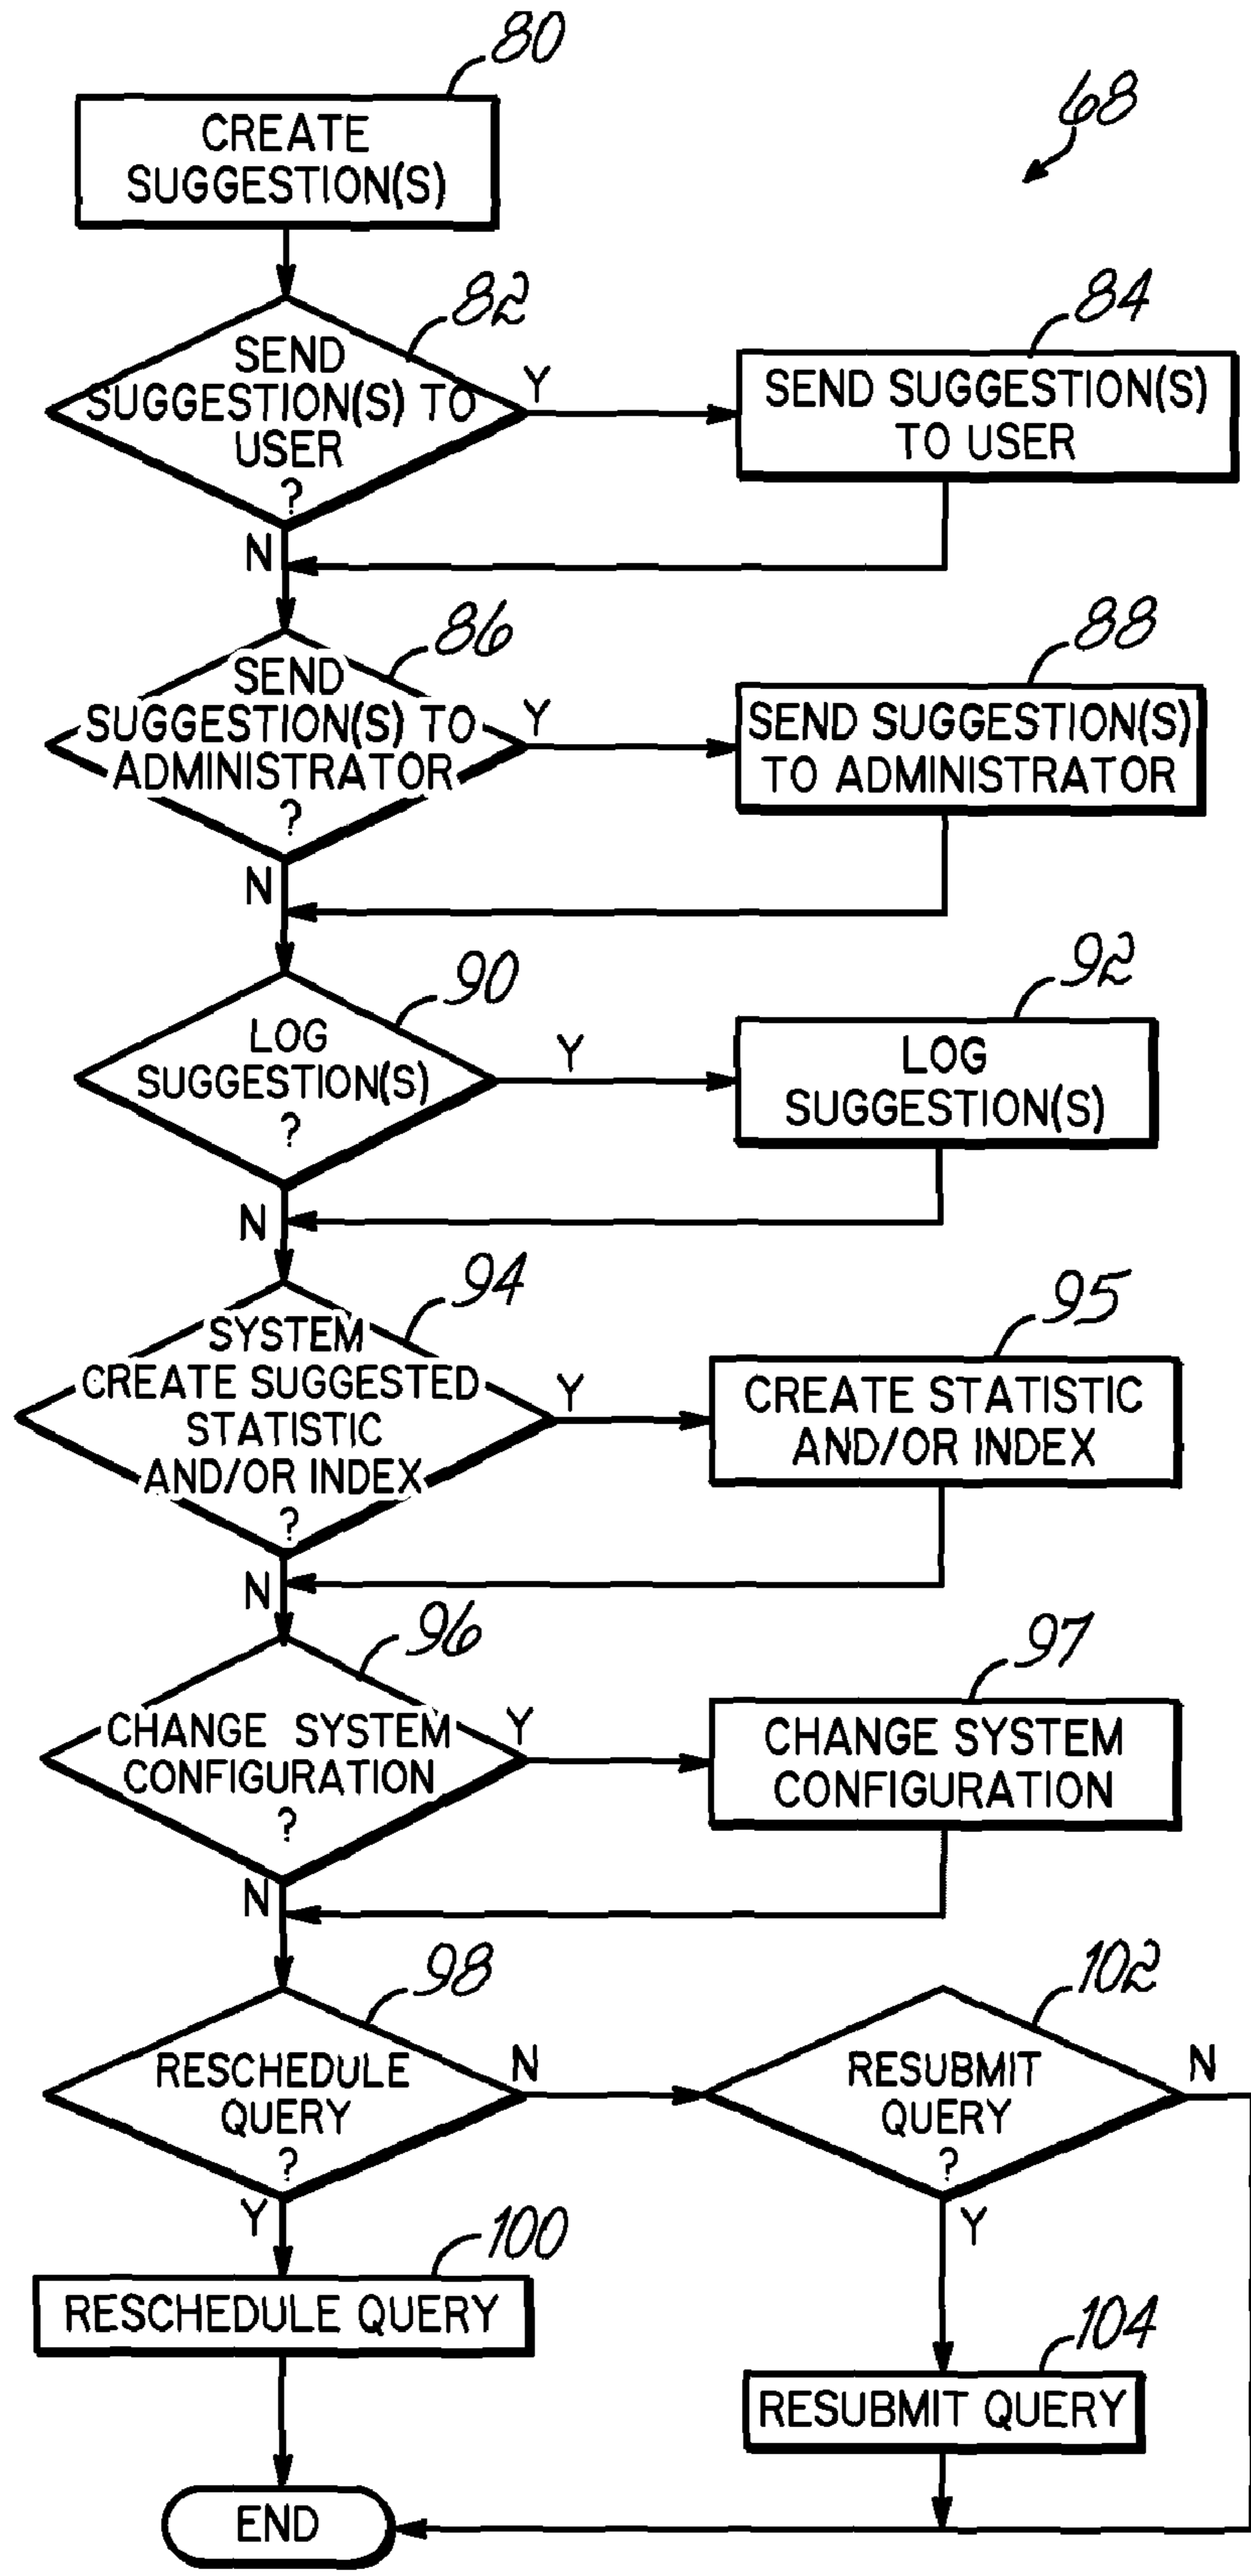 80
68
CREATE
SUGGESTION(S)
82
SEND
SUGGESTION(S) TO
USER
?
Y
N
84
SEND SUGGESTION(S)
TO USER
86
SEND
SUGGESTION(S) TO
ADMINISTRATOR
?
Y
N
88
SEND SUGGESTION(S)
TO ADMINISTRATOR
90
LOG
SUGGESTION(S)
?
Y
N
92
LOG
SUGGESTION(S)
94
SYSTEM
CREATE SUGGESTED
STATISTIC
AND/OR INDEX
?
Y
N
95
CREATE STATISTIC
AND/OR INDEX
96
CHANGE SYSTEM
CONFIGURATION
?
Y
N
97
CHANGE SYSTEM
CONFIGURATION
98
RESCHEDULE
QUERY
?
N
Y
102
RESUBMIT
QUERY
?
N
Y
100
RESCHEDULE QUERY
104
RESUBMIT QUERY
END